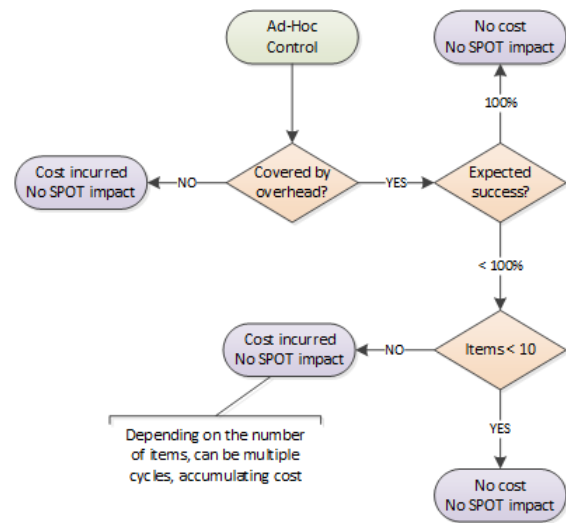 Ad-Hoc
Control
No cost
No SPOT impact
100%
Cost incurred
No SPOT impact
NO
Covered by
overhead?
YES
Expected
success?
< 100%
Cost incurred
No SPOT impact
NO
Items < 10
Depending on the number
of items, can be multiple
cycles, accumulating cost
YES
No cost
No SPOT impact